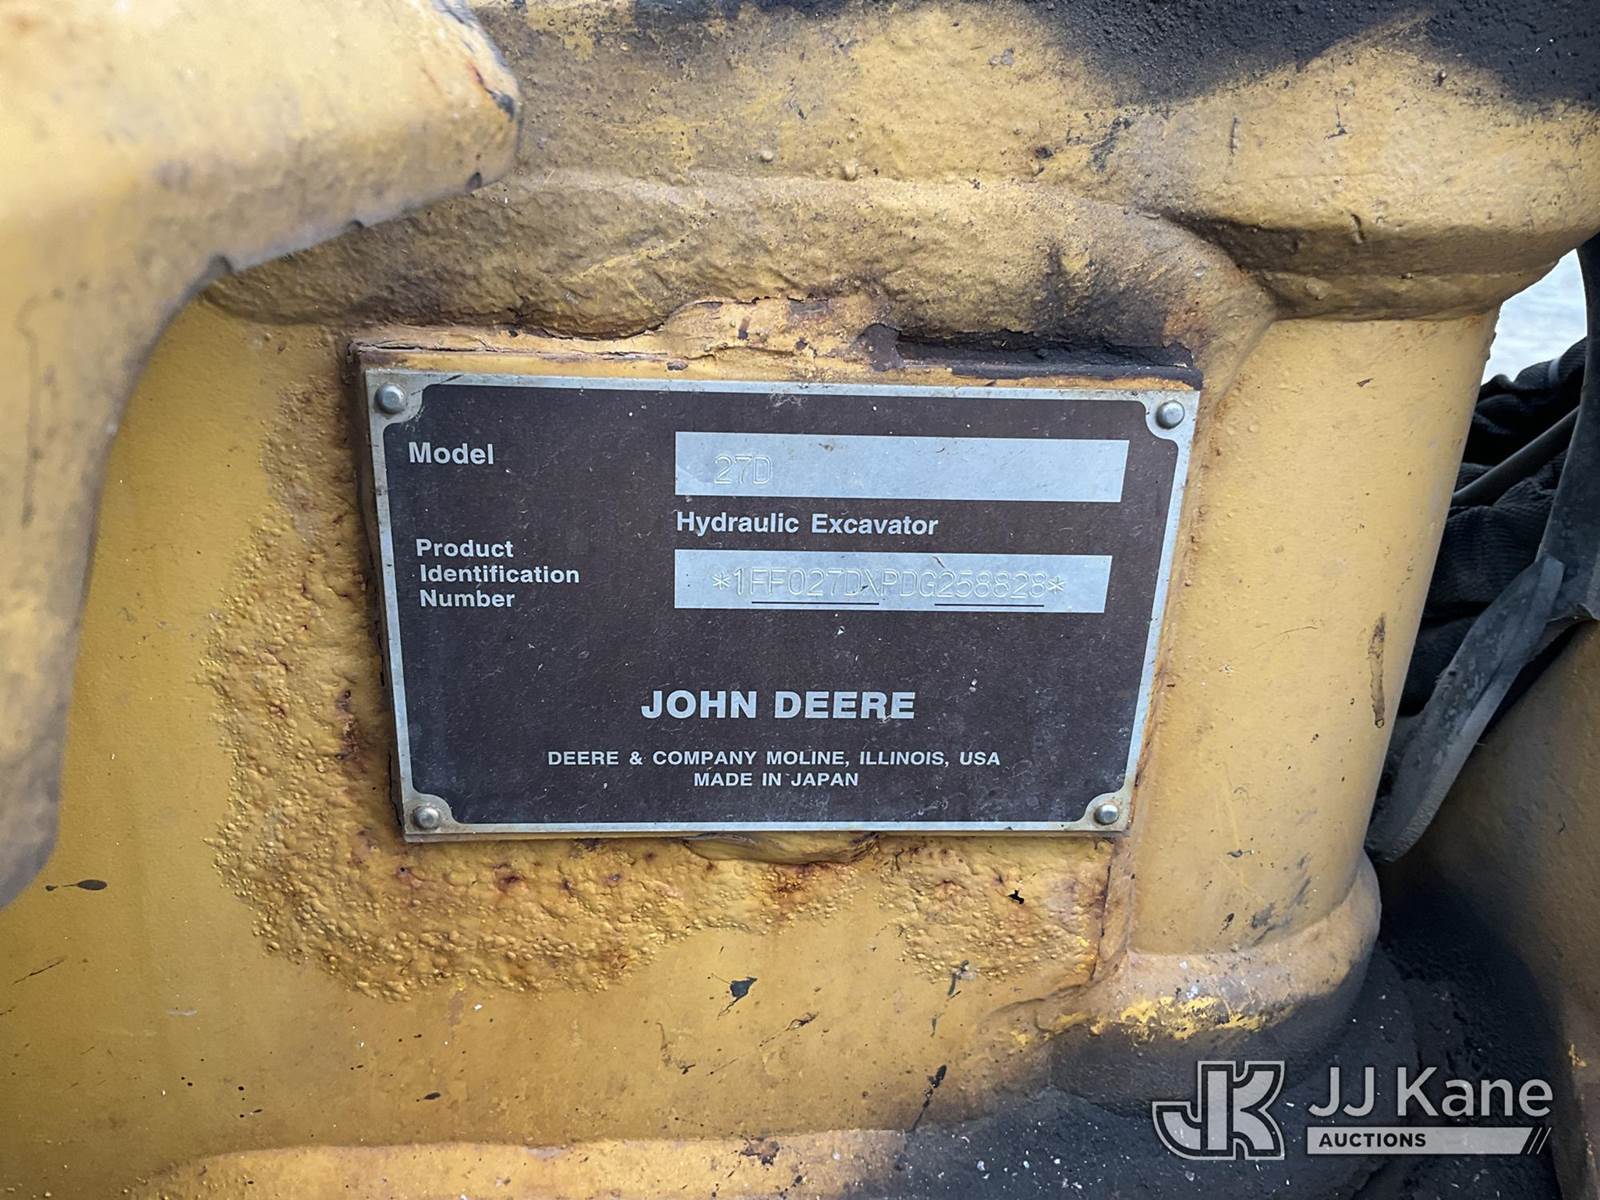 Model
27D
Hydraulic Excavator
Product
Identification
Number
*1FF027DXPDG258828*
JOHN DEERE
DEERE & COMPANY MOLINE, ILLINOIS, USA
MADE IN JAPAN
JK
JJ Kane
AUCTIONS